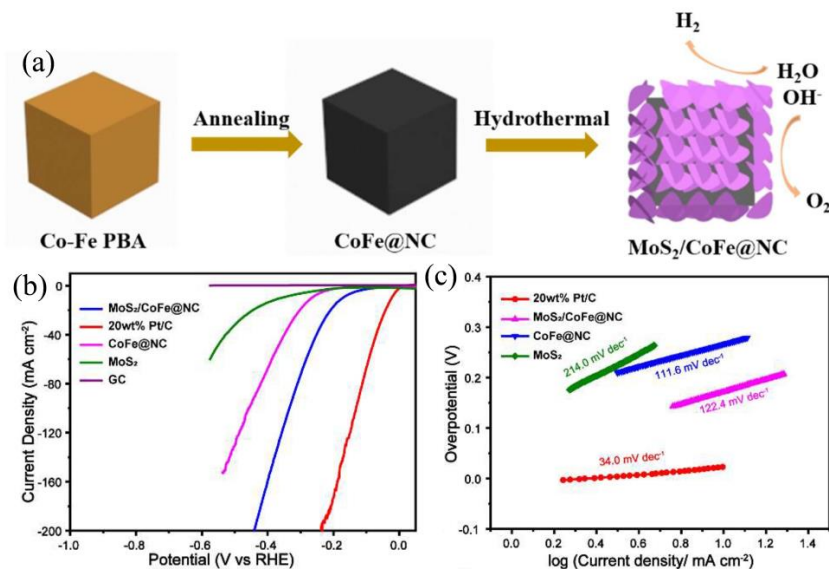 (a)
Annealing
Hydrothermal
H₂
H₂O
OH⁻
O₂
Co-Fe PBA
CoFe@NC
MoS₂/CoFe@NC
(b)
Current Density (mA cm⁻²)
0
-40
-80
-120
-160
-200
MoS₂/CoFe@NC
20wt% Pt/C
CoFe@NC
MoS₂
GC
-1.0
-0.8
-0.6
-0.4
-0.2
0.0
Potential (V vs RHE)
(c)
Overpotential (V)
0.4
0.3
0.2
0.1
0.0
-0.1
20wt% Pt/C
MoS₂/CoFe@NC
CoFe@NC
MoS₂
214.0 mV dec⁻¹
111.6 mV dec⁻¹
122.4 mV dec⁻¹
34.0 mV dec⁻¹
0.0
0.2
0.4
0.6
0.8
1.0
1.2
1.4
log (Current density/ mA cm⁻²)